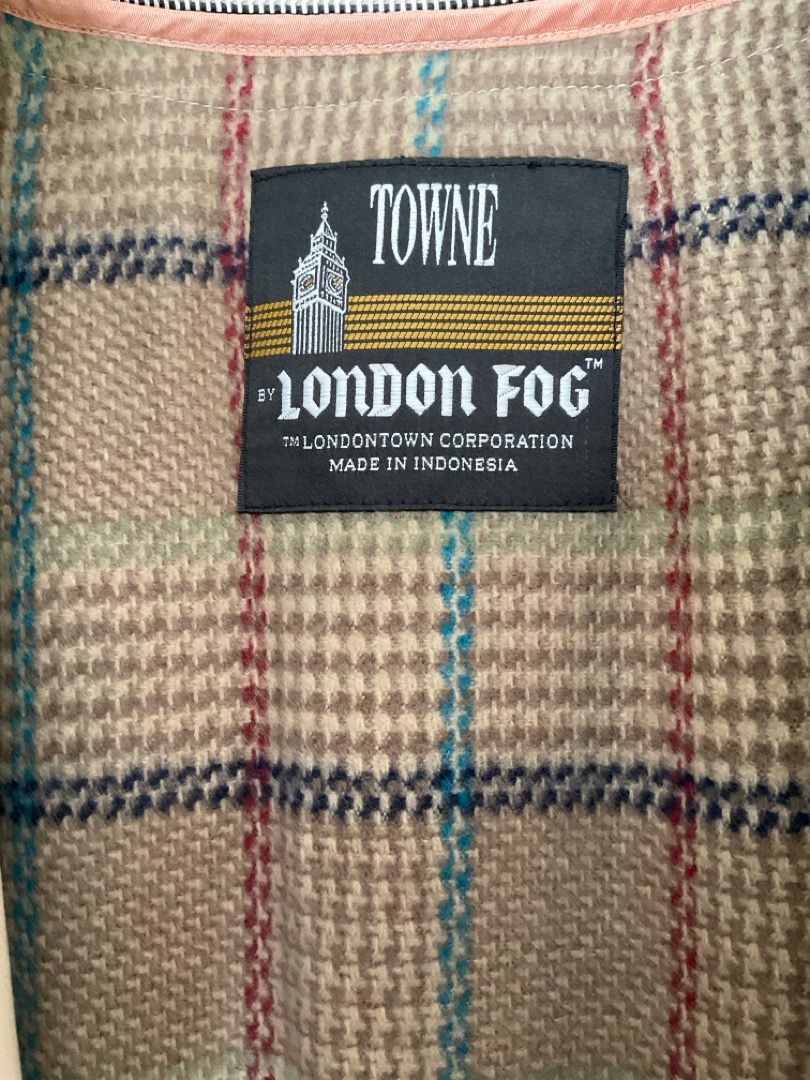 TOWNE
BY LONDON FOG™
™LONDONTOWN CORPORATION
MADE IN INDONESIA